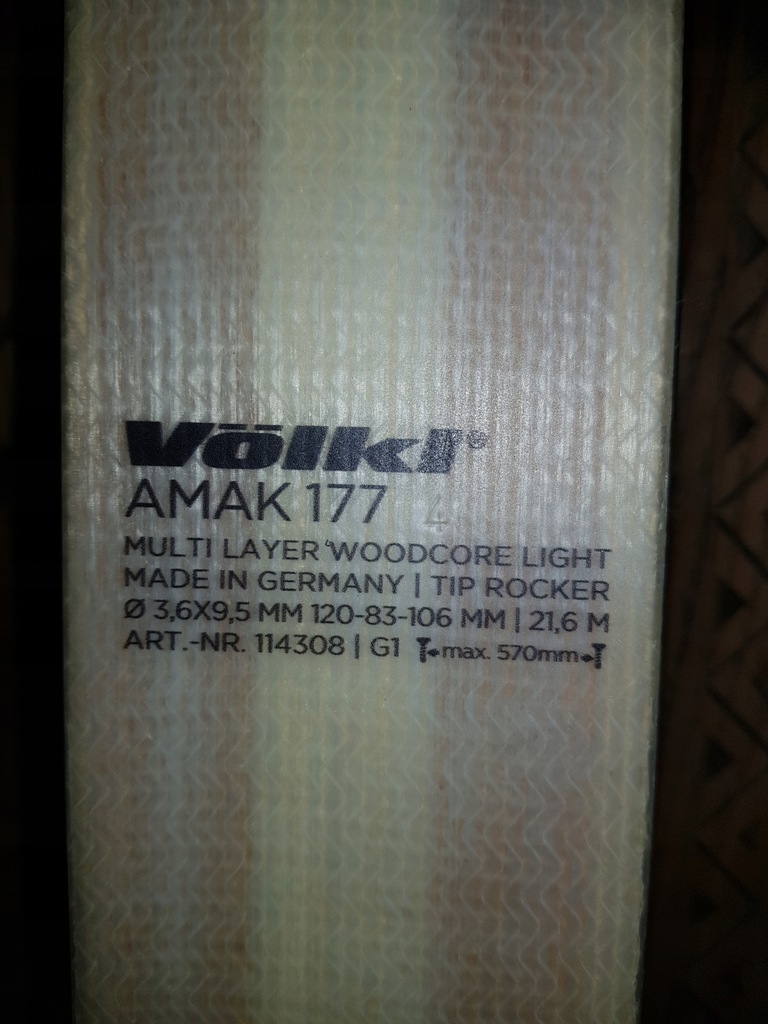 Völkl®
AMAK 177 4
MULTI LAYER WOODCORE LIGHT
MADE IN GERMANY | TIP ROCKER
Ø 3,6X9,5 MM 120-83-106 MM | 21,6 M
ART.-NR. 114308 | G1 max. 570mm